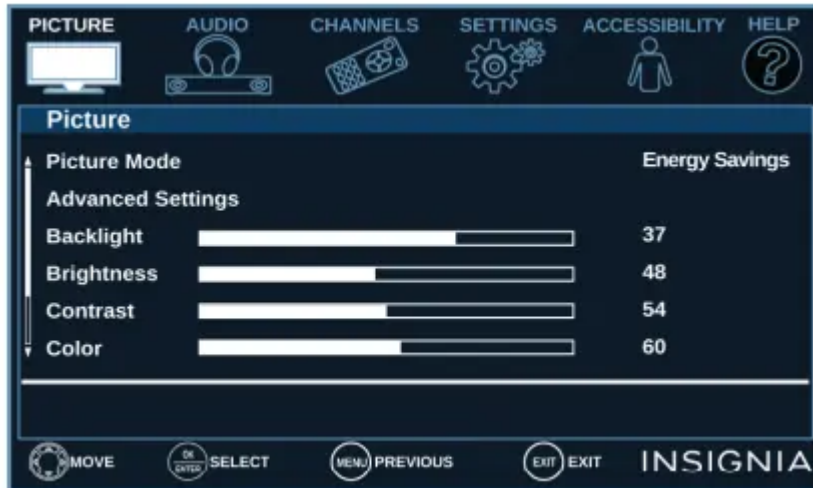 PICTURE AUDIO CHANNELS SETTINGS ACCESSIBILITY HELP
Picture
Picture Mode Energy Savings
Advanced Settings
Backlight 37
Brightness 48
Contrast 54
Color 60
MOVE OK ENTER SELECT MENU PREVIOUS EXIT EXIT INSIGNIA